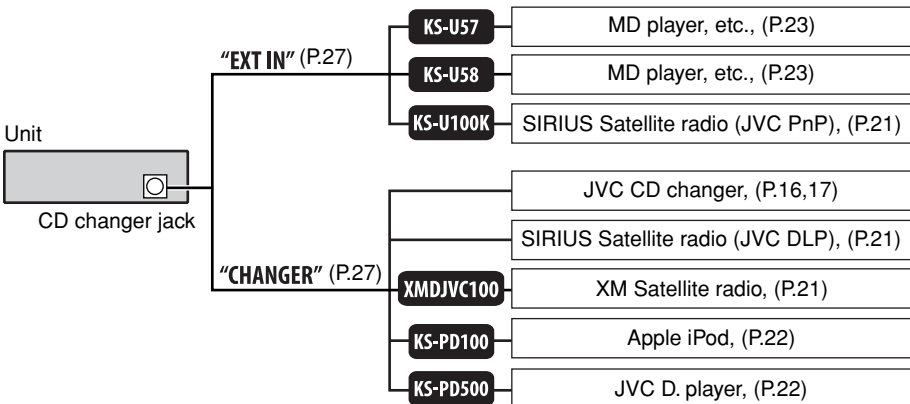 KS-U57 MD player, etc., (P.23)
"EXT IN" (P.27)
KS-U58 MD player, etc., (P.23)
KS-U100K SIRIUS Satellite radio (JVC PnP), (P.21)
Unit
CD changer jack
JVC CD changer, (P.16,17)
SIRIUS Satellite radio (JVC DLP), (P.21)
"CHANGER" (P.27)
XMDJVC100 XM Satellite radio, (P.21)
KS-PD100 Apple iPod, (P.22)
KS-PD500 JVC D. player, (P.22)